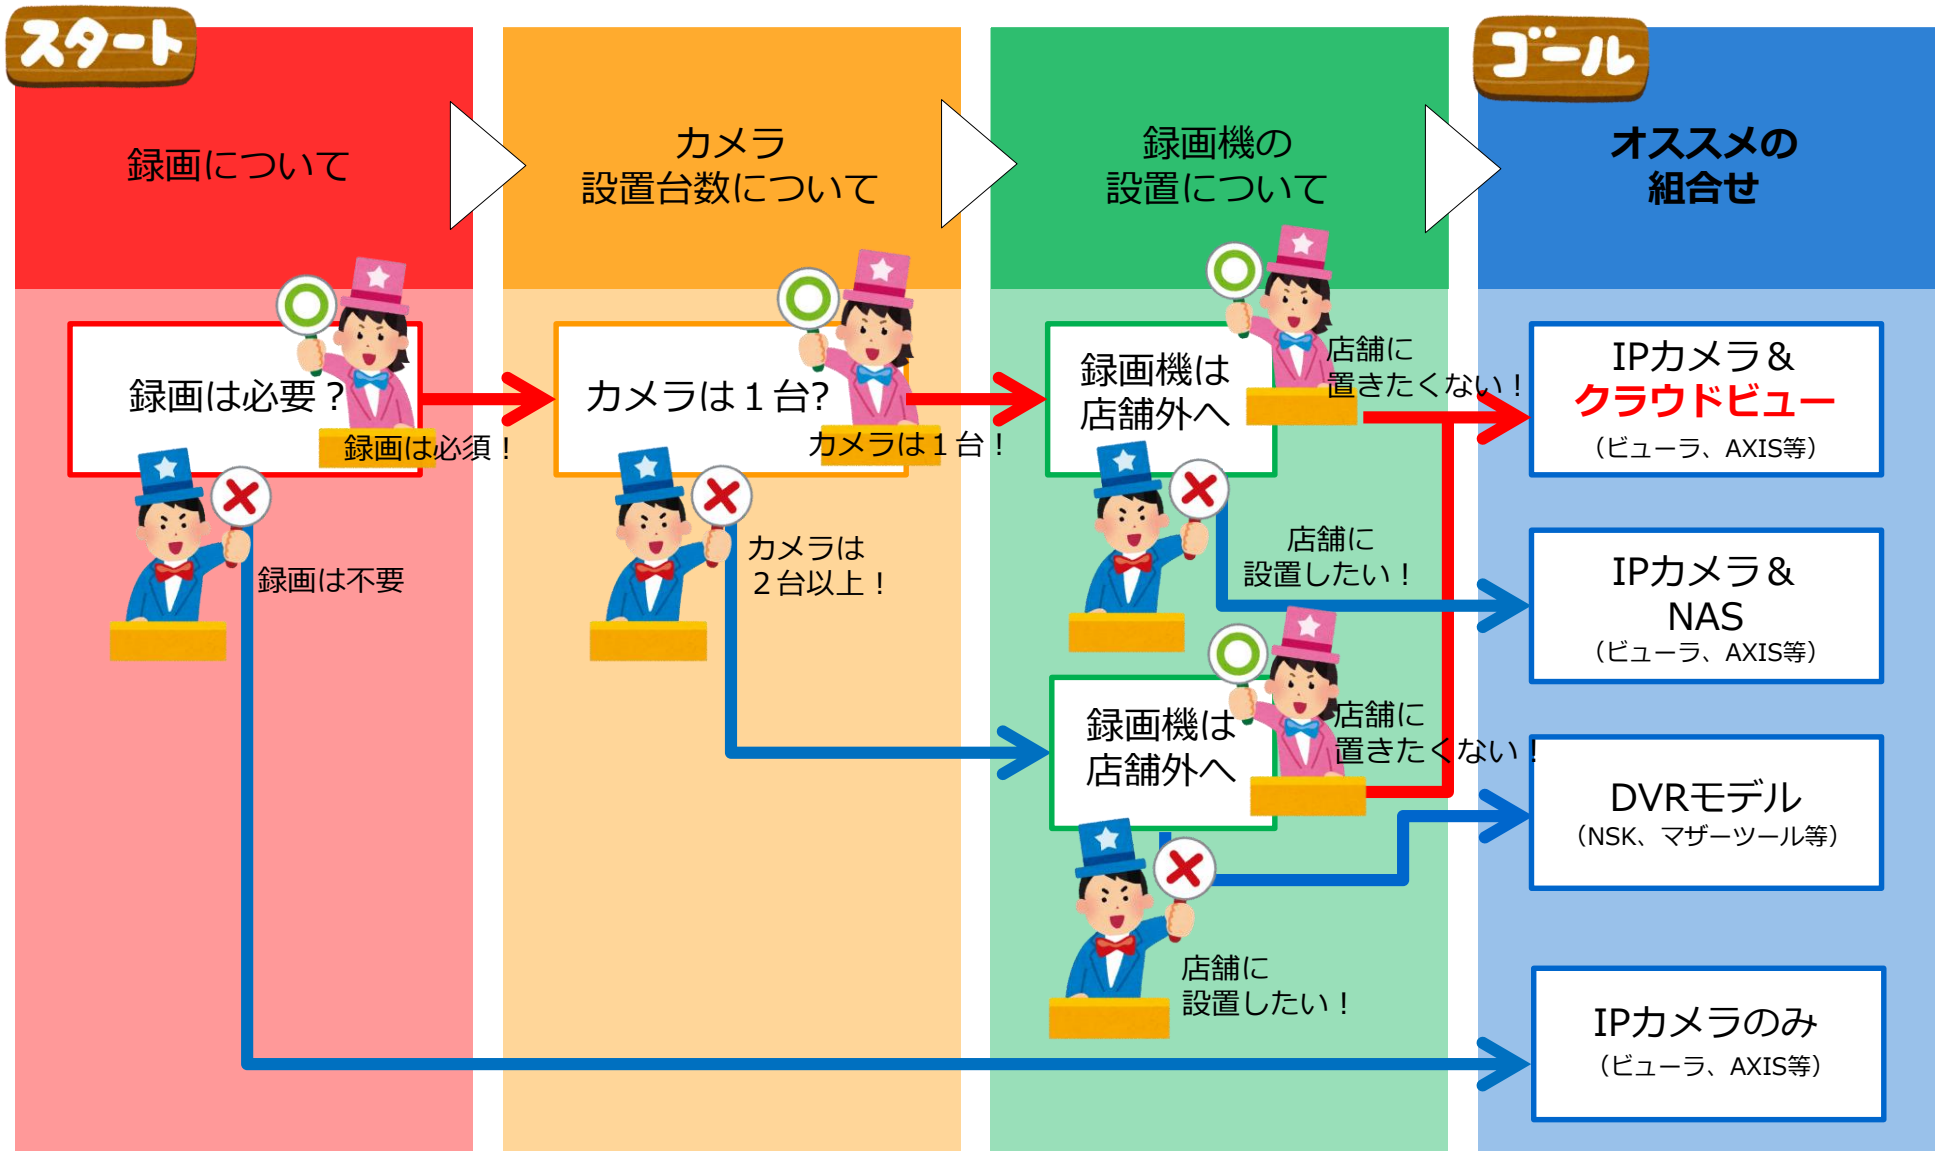 スタート
ゴール
録画について
カメラ
設置台数について
録画機の
設置について
オススメの
組合せ
録画は必要？
録画は必須！
録画は不要
カメラは１台?
カメラは１台！
カメラは
２台以上！
録画機は
店舗外へ
店舗に
置きたくない！
店舗に
設置したい！
録画機は
店舗外へ
店舗に
置きたくない！
店舗に
設置したい！
IPカメラ＆
クラウドビュー
（ビューラ、AXIS等）
IPカメラ＆
NAS
（ビューラ、AXIS等）
DVRモデル
（NSK、マザーツール等）
IPカメラのみ
（ビューラ、AXIS等）